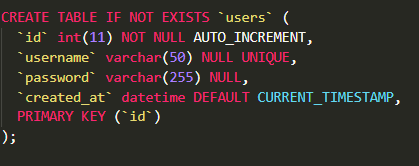 CREATE TABLE IF NOT EXISTS `users` (
  `id` int(11) NOT NULL AUTO_INCREMENT,
  `username` varchar(50) NULL UNIQUE,
  `password` varchar(255) NULL,
  `created_at` datetime DEFAULT CURRENT_TIMESTAMP,
  PRIMARY KEY (`id`)
);